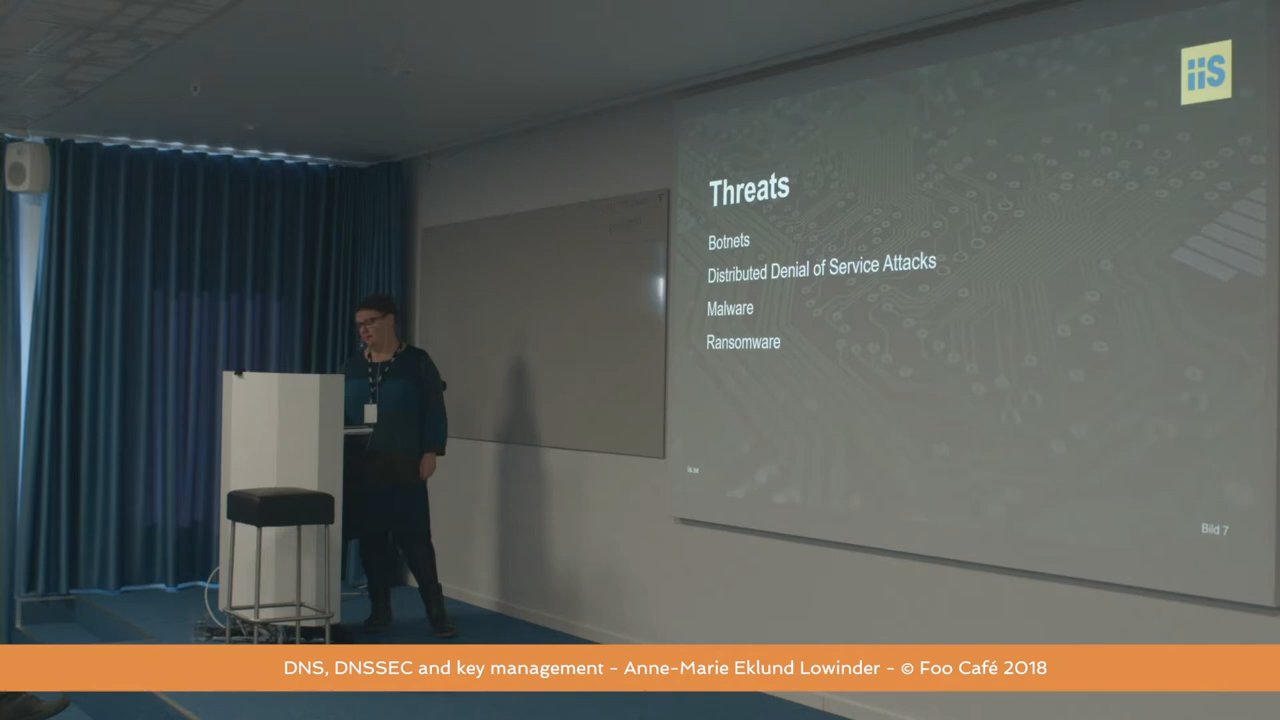 iiS
Threats
Botnets
Distributed Denial of Service Attacks
Malware
Ransomware
Bild 7
DNS, DNSSEC and key management - Anne-Marie Eklund Lowinder - © Foo Café 2018